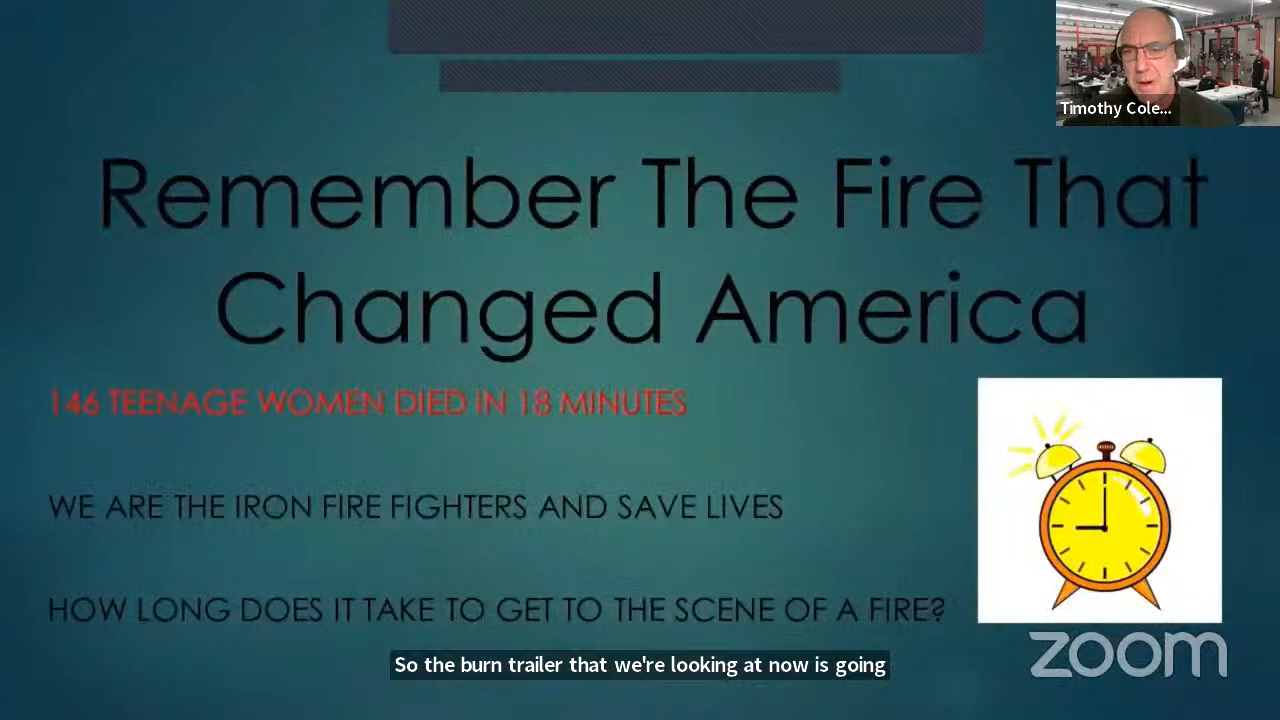 Timothy Cole...
Remember The Fire That
Changed America
146 TEENAGE WOMEN DIED IN 18 MINUTES
WE ARE THE IRON FIRE FIGHTERS AND SAVE LIVES
HOW LONG DOES IT TAKE TO GET TO THE SCENE OF A FIRE?
zoom
So the burn trailer that we're looking at now is going